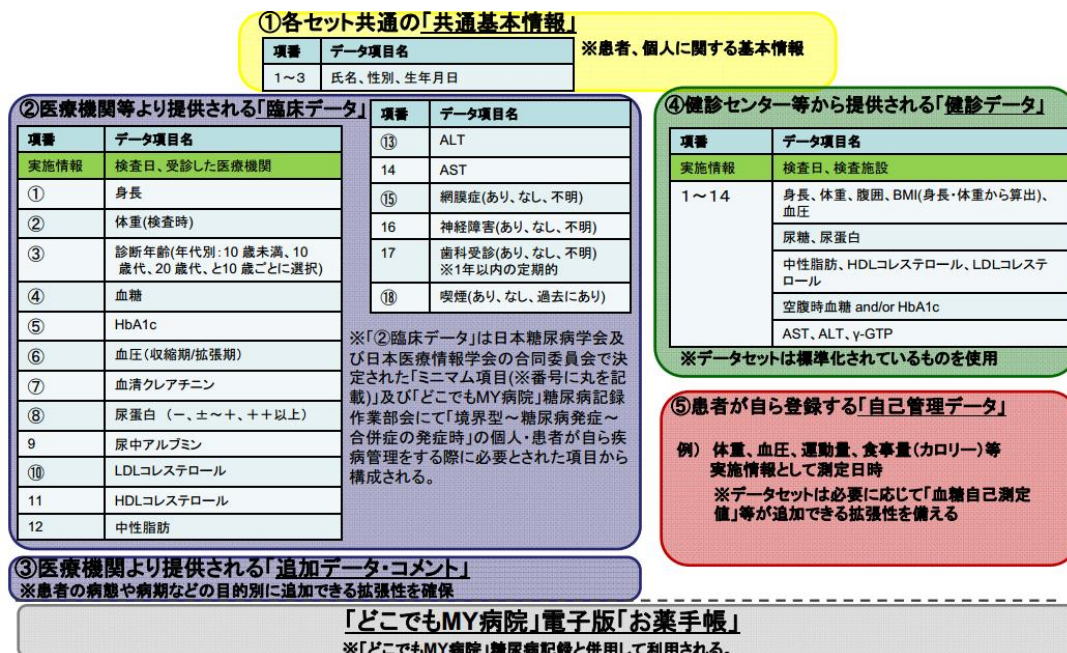 ①各セット共通の「共通基本情報」
項番 データ項目名
1～3 氏名、性別、生年月日
※患者、個人に関する基本情報
②医療機関等より提供される「臨床データ」
項番 データ項目名
実施情報 検査日、受診した医療機関
① 身長
② 体重(検査時)
③ 診断年齢(年代別:10 歳未満、10
歳代、20 歳代、と10 歳ごとに選択)
④ 血糖
⑤ HbA1c
⑥ 血圧(収縮期/拡張期)
⑦ 血清クレアチニン
⑧ 尿蛋白 (－、±～+、++以上)
9 尿中アルブミン
⑩ LDLコレステロール
11 HDLコレステロール
12 中性脂肪
項番 データ項目名
⑬ ALT
14 AST
⑮ 網膜症(あり、なし、不明)
16 神経障害(あり、なし、不明)
17 歯科受診(あり、なし、不明)
※1年以内の定期的
⑱ 喫煙(あり、なし、過去にあり)
※「②臨床データ」は日本糖尿病学会及
び日本医療情報学会の合同委員会で決
定された「ミニマム項目(※番号に丸を記
載)」及び「どこでもMY病院」糖尿病記録
作業部会にて「境界型～糖尿病発症～
合併症の発症時」の個人・患者が自ら疾
病管理をする際に必要とされた項目から
構成される。
③医療機関より提供される「追加データ・コメント」
※患者の病態や病期などの目的別に追加できる拡張性を確保
④健診センター等から提供される「健診データ」
項番 データ項目名
実施情報 検査日、検査施設
1～14 身長、体重、腹囲、BMI(身長・体重から算出)、
血圧
尿糖、尿蛋白
中性脂肪、HDLコレステロール、LDLコレステ
ロール
空腹時血糖 and/or HbA1c
AST、ALT、γ-GTP
※データセットは標準化されているものを使用
⑤患者が自ら登録する「自己管理データ」
例) 体重、血圧、運動量、食事量(カロリー)等
実施情報として測定日時
※データセットは必要に応じて「血糖自己測定
値」等が追加できる拡張性を備える
「どこでもMY病院」電子版「お薬手帳」
※「どこでもMY病院」糖尿病記録と併用して利用される。